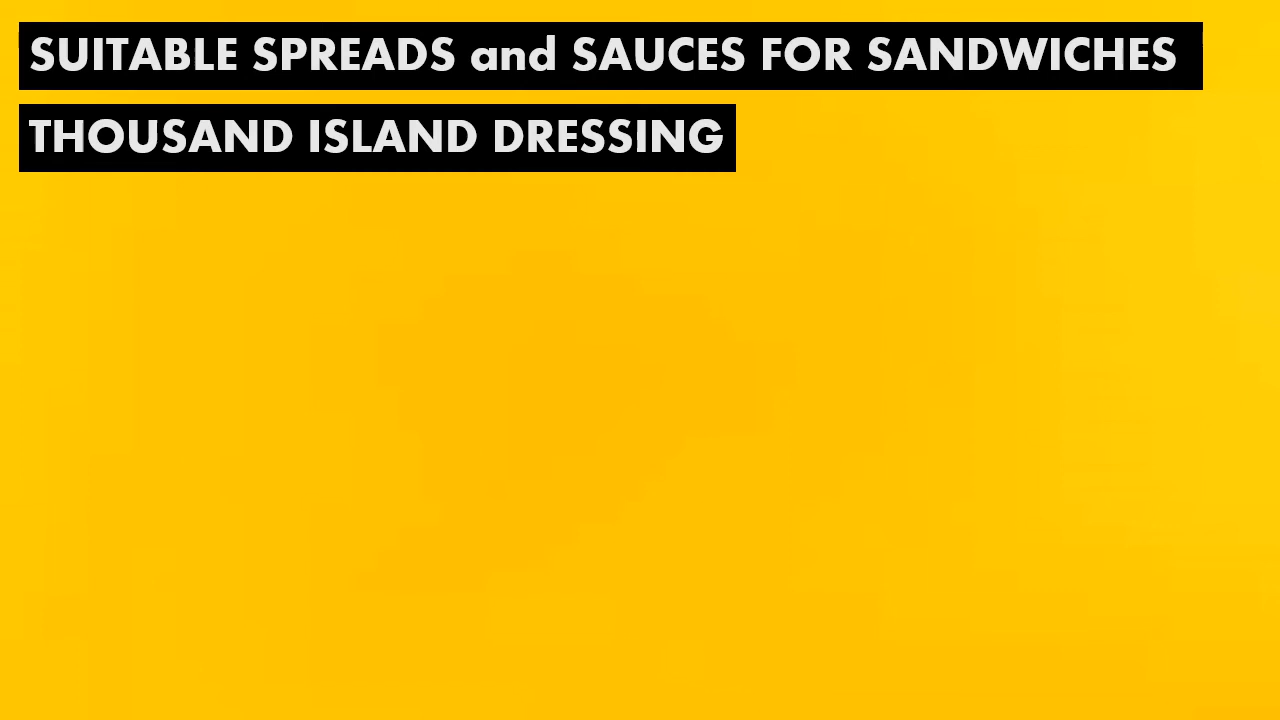 SUITABLE SPREADS and SAUCES FOR SANDWICHES
THOUSAND ISLAND DRESSING